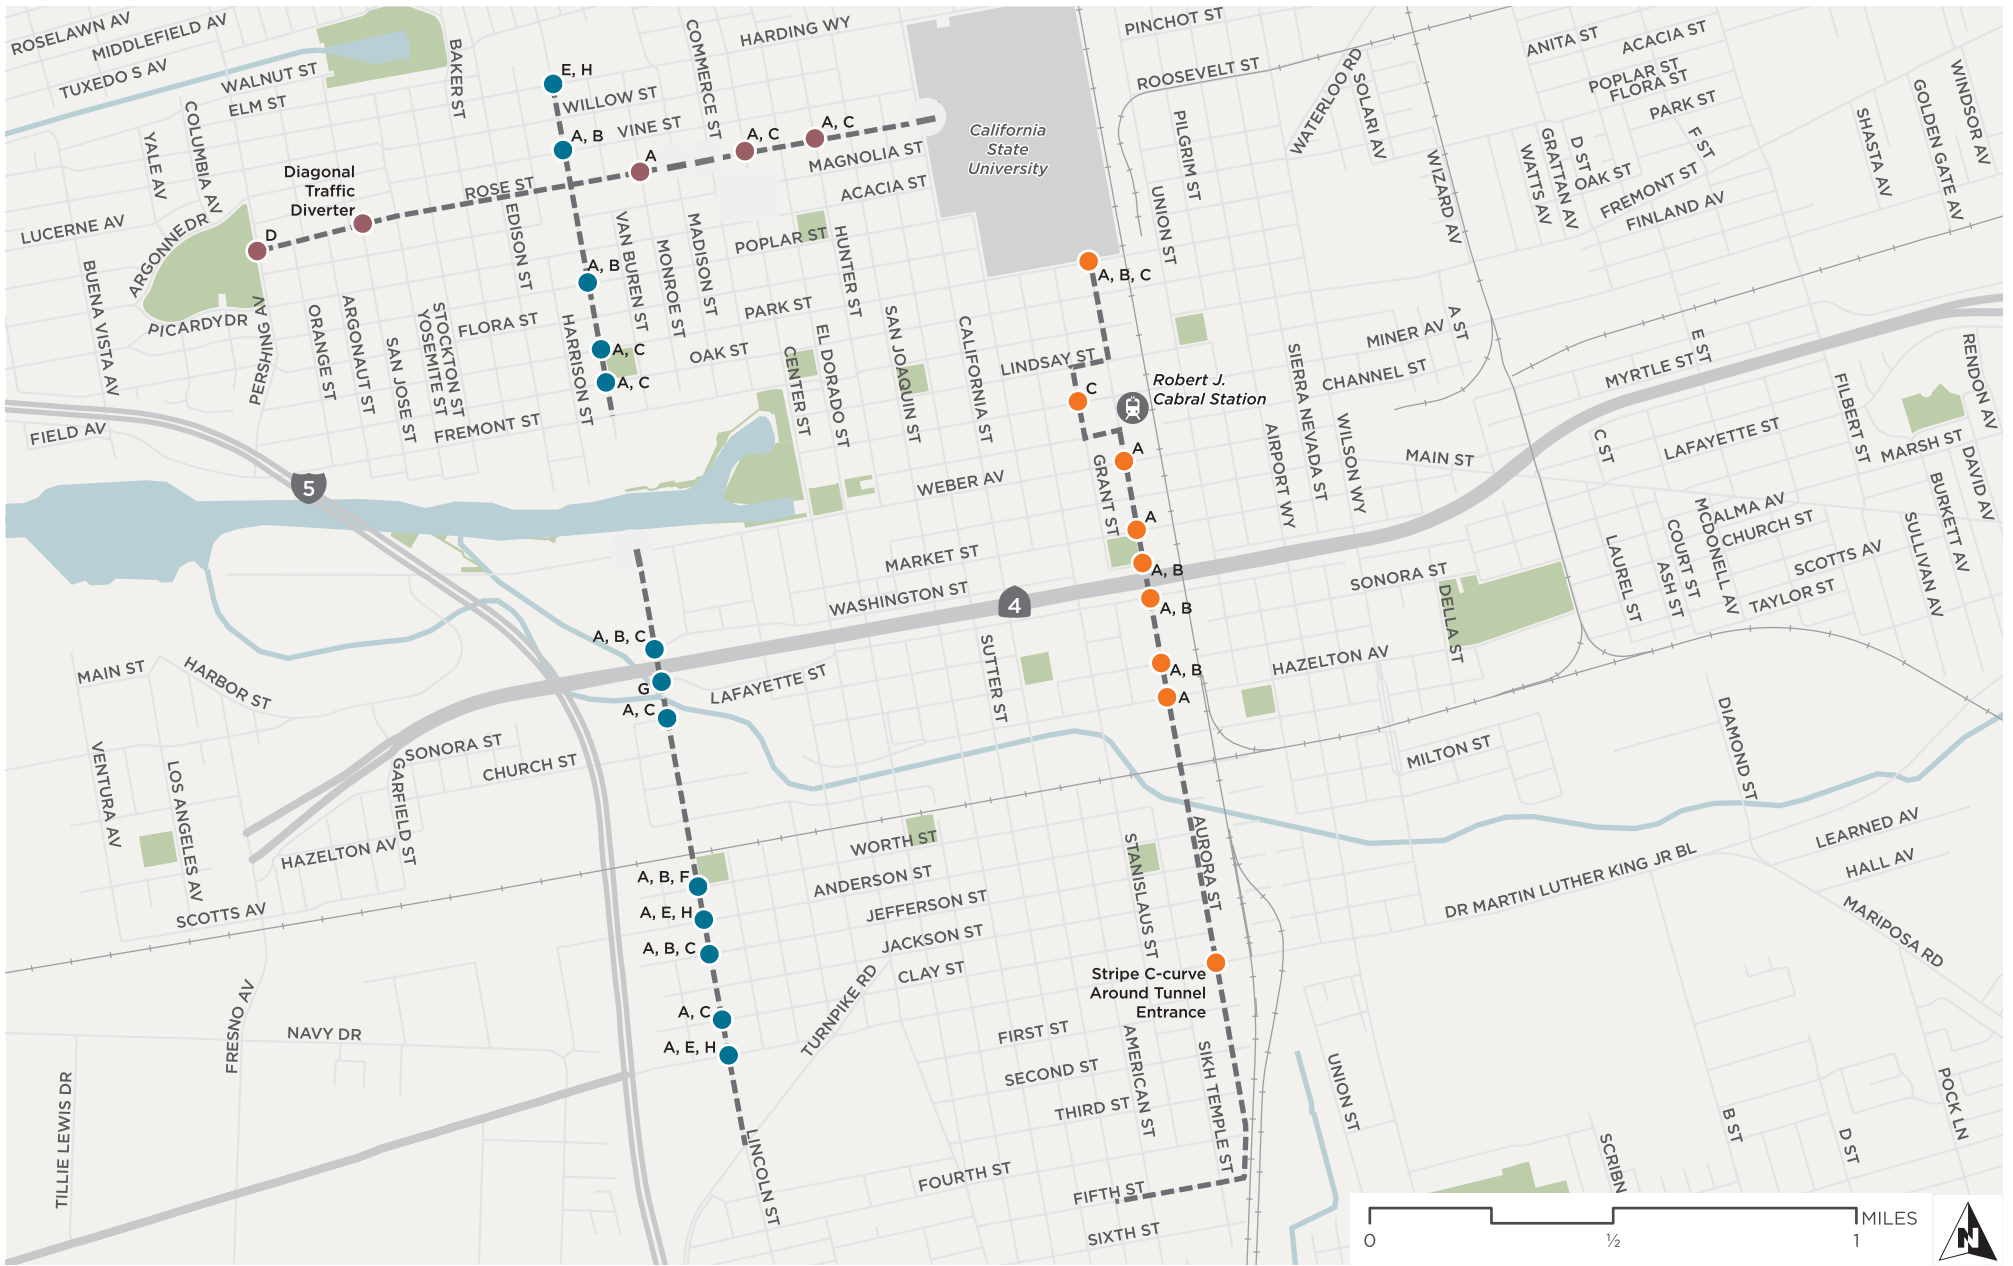 ROSELAWN AV
MIDDLEFIELD AV
TUXEDO S AV
WALNUT ST
ELM ST
BAKER ST
COLUMBIA AV
YALE AV
LUCERNE AV
ARGONNE DR
BUENA VISTA AV
PICARDY DR
PERSHING AV
ORANGE ST
ARGONAUT ST
SAN JOSE ST
YOSEMITE ST
STOCKTON ST
FLORA ST
FREMONT ST
FIELD AV
EDISON ST
HARRISON ST
ROSE ST
Diagonal
Traffic
Diverter
D
E, H
WILLOW ST
A, B
VINE ST
COMMERCE ST
HARDING WY
A
A, C
A, C
MAGNOLIA ST
ACACIA ST
A, B
A, C
A, C
VAN BUREN ST
MONROE ST
MADISON ST
POPLAR ST
HUNTER ST
PARK ST
OAK ST
CENTER ST
EL DORADO ST
SAN JOAQUIN ST
CALIFORNIA ST
California
State
University
PINCHOT ST
ROOSEVELT ST
PILGRIM ST
UNION ST
WATERLOO RD
SOLARI AV
WIZARD AV
ANITA ST
ACACIA ST
POPLAR ST
FLORA ST
PARK ST
F ST
D ST
GRATTAN AV
WATTS AV
OAK ST
FREMONT ST
FINLAND AV
SHASTA AV
GOLDEN GATE AV
WINDSOR AV
A, B, C
LINDSAY ST
C
Robert J.
Cabral Station
A
GRANT ST
A
A, B
A, B
A, B
A
MINER AV
A ST
CHANNEL ST
SIERRA NEVADA ST
WILSON WY
AIRPORT WY
MAIN ST
MYRTLE ST
E ST
C ST
LAFAYETTE ST
FILBERT ST
MARSH ST
RENDON AV
DAVID AV
BURKETT AV
SULLIVAN AV
ALMA AV
CHURCH ST
MCDONELL AV
COURT ST
ASH ST
LAUREL ST
SCOTTS AV
TAYLOR ST
5
WEBER AV
MARKET ST
WASHINGTON ST
4
SONORA ST
DELLA ST
HAZELTON AV
SUTTER ST
LAFAYETTE ST
A, B, C
G
A, C
MAIN ST
HARBOR ST
VENTURA AV
LOS ANGELES AV
SONORA ST
CHURCH ST
GARFIELD ST
HAZELTON AV
SCOTTS AV
FRESNO AV
NAVY DR
TILLIE LEWIS DR
A, B, F
A, E, H
A, B, C
A, C
A, E, H
LINCOLN ST
WORTH ST
ANDERSON ST
JEFFERSON ST
JACKSON ST
CLAY ST
TURNPIKE RD
STANISLAUS ST
AURORA ST
Stripe C-curve
Around Tunnel
Entrance
FIRST ST
SECOND ST
THIRD ST
FOURTH ST
FIFTH ST
SIXTH ST
AMERICAN ST
SIKH TEMPLE ST
UNION ST
MILTON ST
DIAMOND ST
DR MARTIN LUTHER KING JR BL
LEARNED AV
HALL AV
MARIPOSA RD
POCK LN
B ST
D ST
SCRIBN
MILES
0
½
1
N